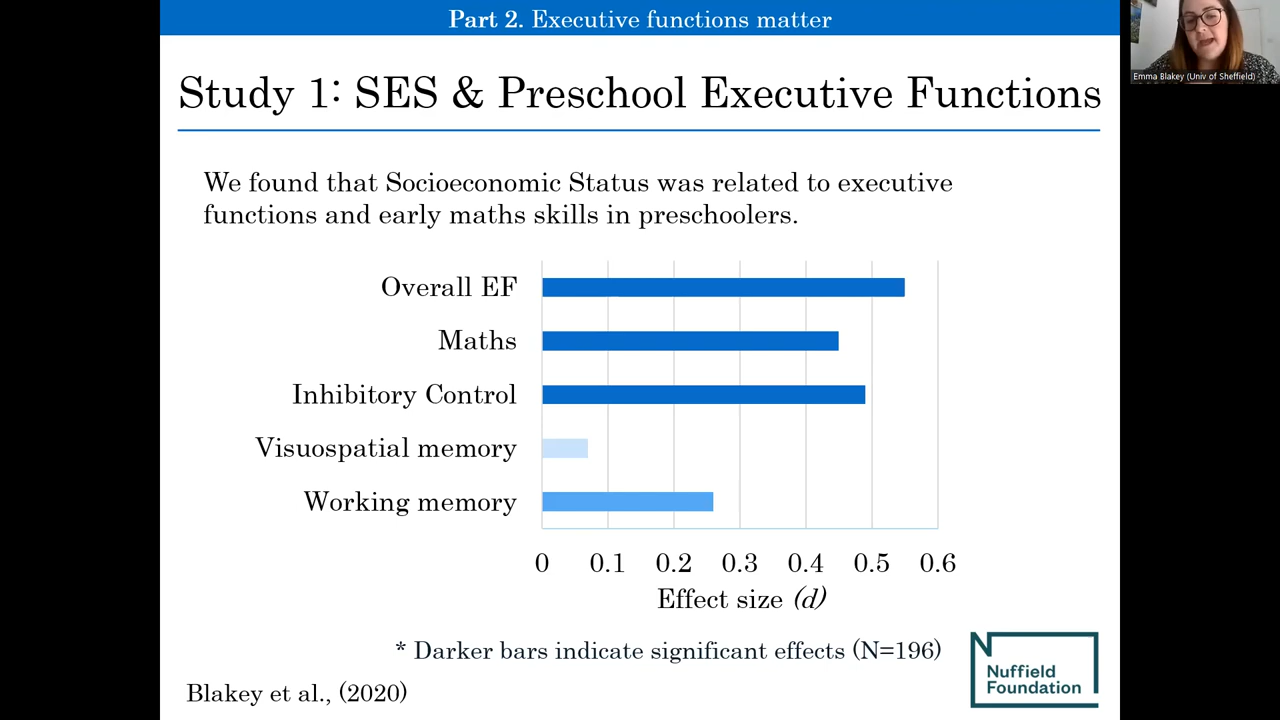 Part 2. Executive functions matter
Emma Blakey (Univ of Sheffield)
Study 1: SES & Preschool Executive Functions
We found that Socioeconomic Status was related to executive
functions and early maths skills in preschoolers.
Overall EF
Maths
Inhibitory Control
Visuospatial memory
Working memory
0 0.1 0.2 0.3 0.4 0.5 0.6
Effect size (d)
* Darker bars indicate significant effects (N=196)
Blakey et al., (2020)
N
Nuffield
Foundation